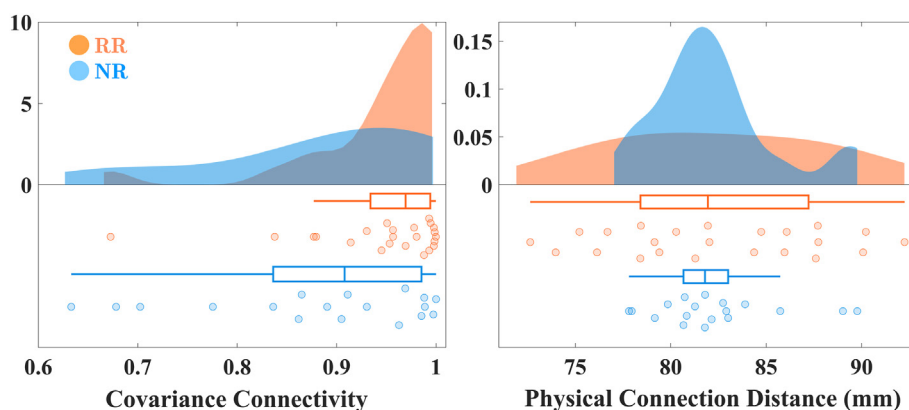 10
5
0
RR
NR
0.6 0.7 0.8 0.9 1
Covariance Connectivity
0.15
0.1
0.05
0
75 80 85 90
Physical Connection Distance (mm)